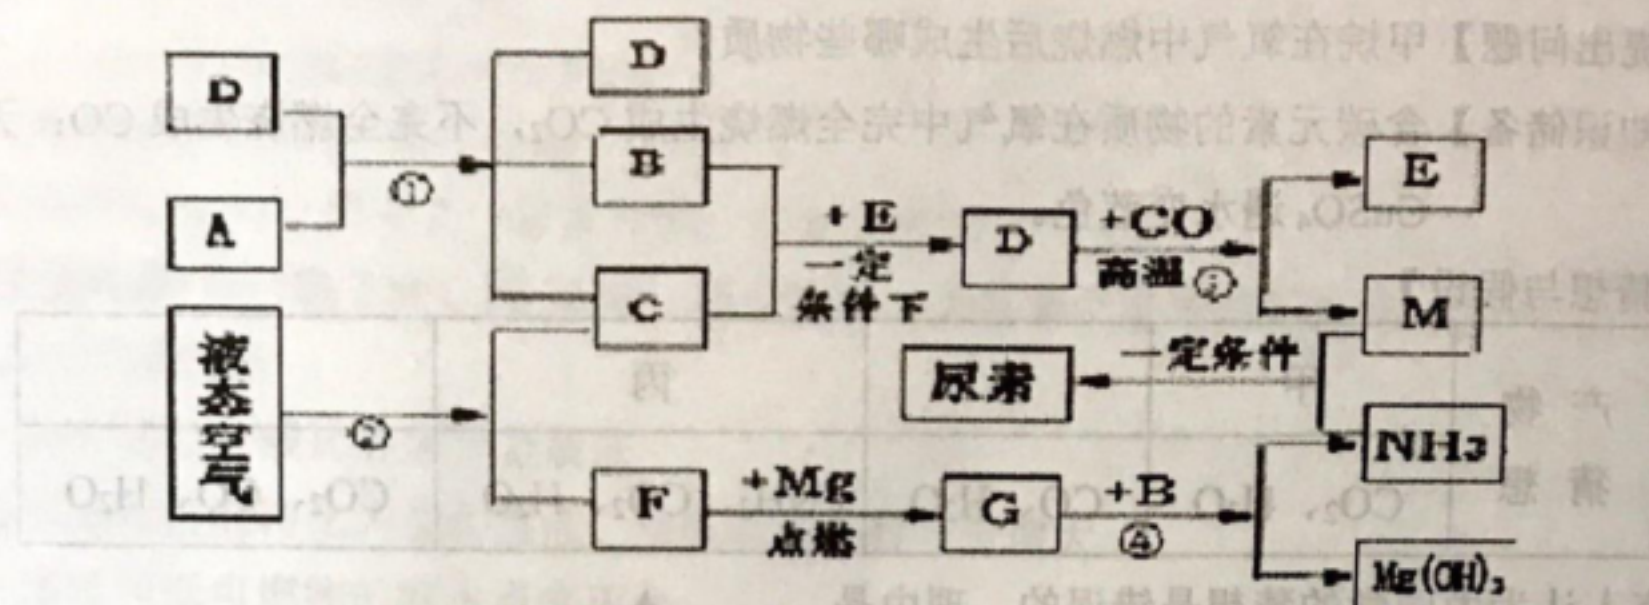 D
D
B
①
+E
E
A
一定
条件下
D
+CO
高温
C
M
液态空气
尿素
一定条件
②
NH3
F
+Mg
点燃
G
+B
④
Mg(OH)₂